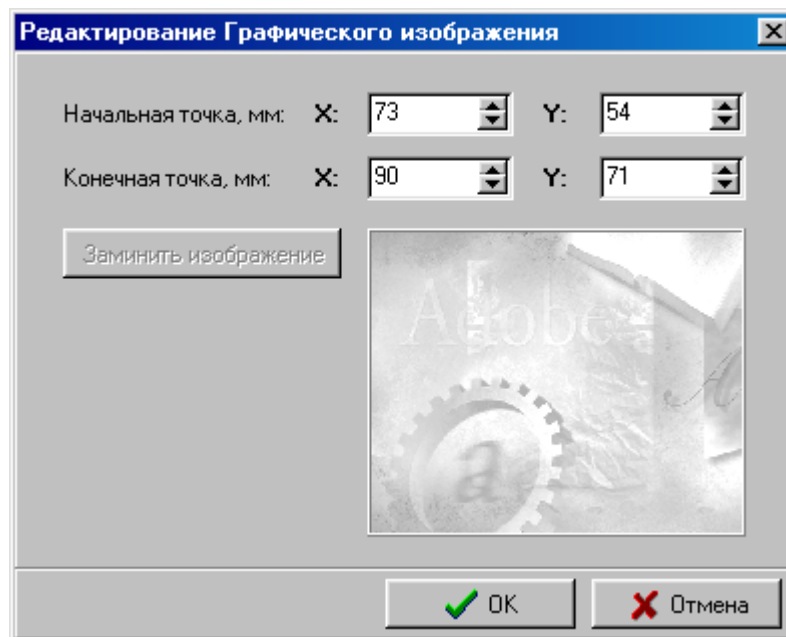 Редактирование Графического изображения
Начальная точка, мм: X: 73 Y: 54
Конечная точка, мм: X: 90 Y: 71
Заминить изображение
Adobe
A
a
OK Отмена